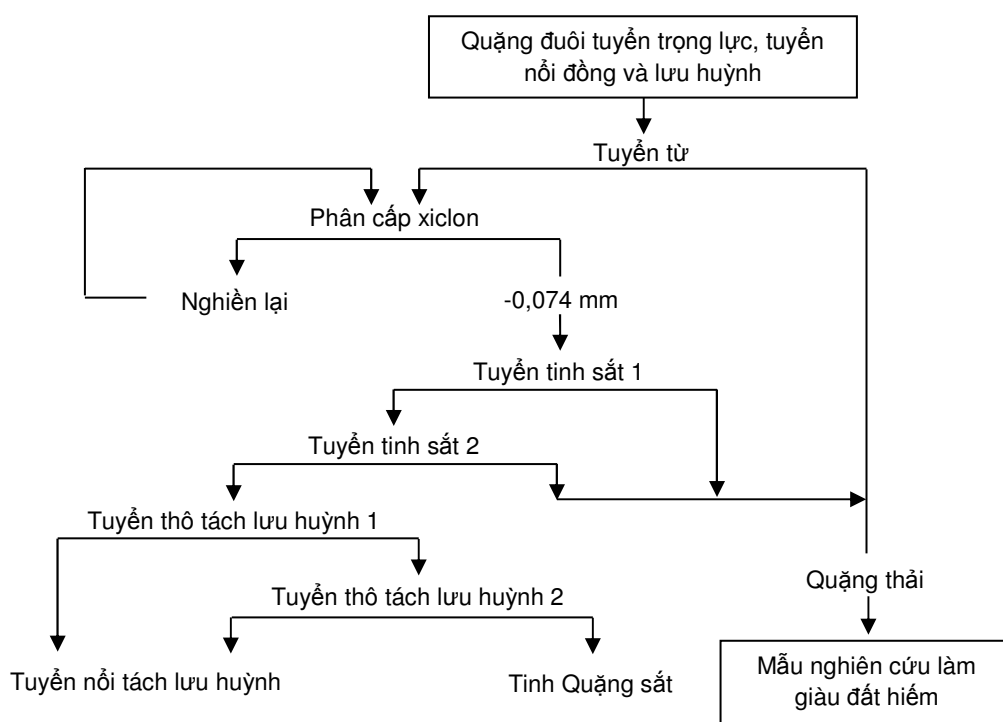 Quặng đuôi tuyển trọng lực, tuyển
nổi đồng và lưu huỳnh
Tuyển từ
Phân cấp xiclon
Nghiền lại
-0,074 mm
Tuyển tinh sắt 1
Tuyển tinh sắt 2
Tuyển thô tách lưu huỳnh 1
Quặng thải
Tuyển thô tách lưu huỳnh 2
Tuyển nổi tách lưu huỳnh
Tinh Quặng sắt
Mẫu nghiên cứu làm
giàu đất hiếm